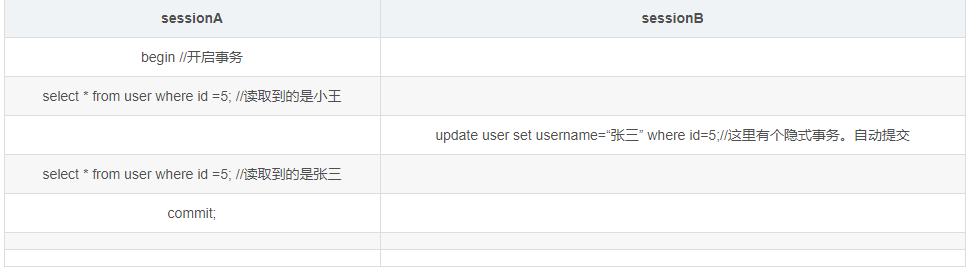 sessionA sessionB
begin //开启事务
select * from user where id =5; //读取到的是小王
update user set username=“张三” where id=5;//这里有个隐式事务。自动提交
select * from user where id =5; //读取到的是张三
commit;